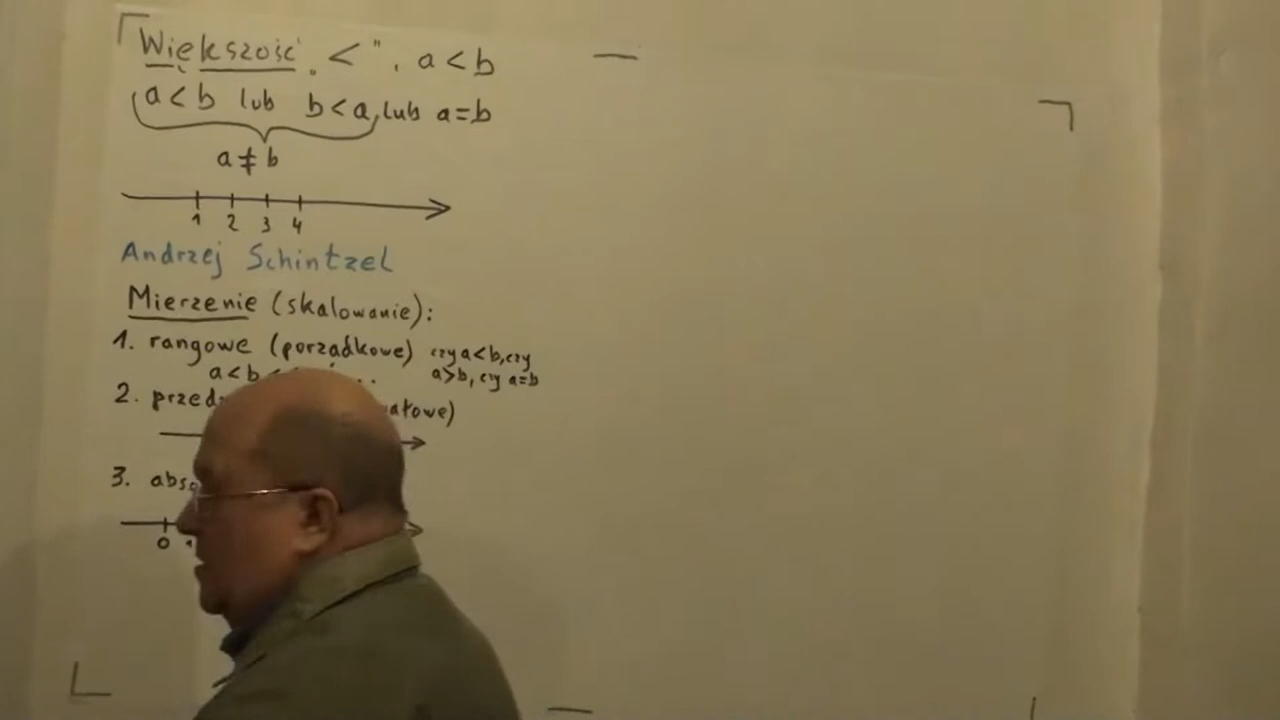 Większość „<". a<b
a<b lub b<a, lub a=b
a≠b
1 2 3 4
Andrzej Schintzel
Mierzenie (skalowanie):
1. rangowe (porządkowe) czy a<b, czy
a<b a>b, czy a=b
2.
3.
0